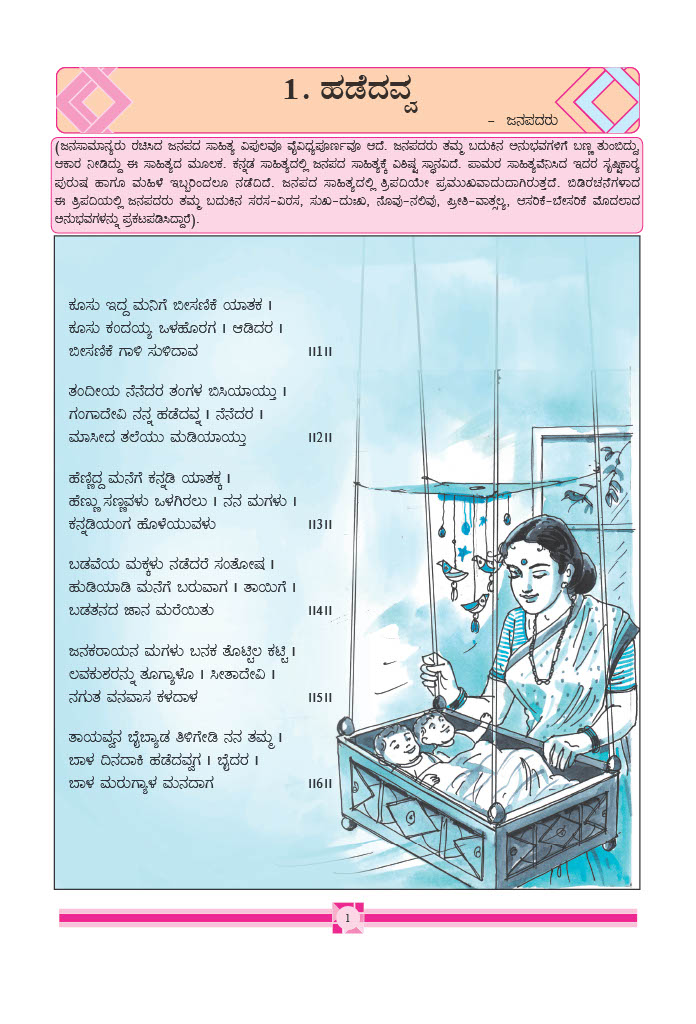 1. ಹಡೆದವ್ವ
– ಜನಪದರು
(ಜನಸಾಮಾನ್ಯರು ರಚಿಸಿದ ಜನಪದ ಸಾಹಿತ್ಯ ವಿಪುಲವೂ ವೈವಿಧ್ಯಪೂರ್ಣವೂ ಆದೆ. ಜನಪದರು ತಮ್ಮ ಬದುಕಿನ ಅನುಭವಗಳಿಗೆ ಬಣ್ಣ ತುಂಬಿದ್ದು,
ಆಕಾರ ನೀಡಿದ್ದು ಈ ಸಾಹಿತ್ಯದ ಮೂಲಕ. ಕನ್ನಡ ಸಾಹಿತ್ಯದಲ್ಲಿ ಜನಪದ ಸಾಹಿತ್ಯಕ್ಕೆ ವಿಶಿಷ್ಟ ಸ್ಥಾನವಿದೆ. ಪಾಮರ ಸಾಹಿತ್ಯವೆನಿಸಿದ ಇದರ ಸೃಷ್ಟಿಕಾರ್ಯ
ಪುರುಷ ಹಾಗೂ ಮಹಿಳೆ ಇಬ್ಬರಿಂದಲೂ ನಡೆದಿದೆ. ಜನಪದ ಸಾಹಿತ್ಯದಲ್ಲಿ ತ್ರಿಪದಿಯೇ ಪ್ರಮುಖವಾದುದಾಗಿರುತ್ತದೆ. ಬಿಡಿರಚನೆಗಳಾದ
ಈ ತ್ರಿಪದಿಯಲ್ಲಿ ಜನಪದರು ತಮ್ಮ ಬದುಕಿನ ಸರಸ-ವಿರಸ, ಸುಖ-ದುಃಖ, ನೊವು-ನಲಿವು, ಪ್ರೀತಿ-ವಾತ್ಸಲ್ಯ, ಆಸರಿಕೆ-ಬೇಸರಿಕೆ ಮೊದಲಾದ
ಅನುಭವಗಳನ್ನು ಪ್ರಕಟಪಡಿಸಿದ್ದಾರೆ).
ಕೂಸು ಇದ್ದ ಮನಿಗೆ ಬೀಸಣಿಕೆ ಯಾತಕ ।
ಕೂಸು ಕಂದಯ್ಯ ಒಳಹೊರಗ । ಆಡಿದರ ।
ಬೀಸಣಿಕೆ ಗಾಳಿ ಸುಳಿದಾವ ॥1॥
ತಂದೀಯ ನೆನೆದರ ತಂಗಳ ಬಿಸಿಯಾಯ್ತು ।
ಗಂಗಾದೇವಿ ನನ್ನ ಹಡೆದವ್ನ । ನೆನೆದರ ।
ಮಾಸೀದ ತಲೆಯು ಮಡಿಯಾಯ್ತು ॥2॥
ಹೆಣ್ಣಿದ್ದ ಮನೆಗೆ ಕನ್ನಡಿ ಯಾತಕ್ಕ ।
ಹೆಣ್ಣು ಸಣ್ಣವಳು ಒಳಗಿರಲು । ನನ ಮಗಳು ।
ಕನ್ನಡಿಯಂಗ ಹೊಳೆಯುವಳು ॥3॥
ಬಡವೆಯ ಮಕ್ಕಳು ನಡೆದರೆ ಸಂತೋಷ ।
ಹುಡಿಯಾಡಿ ಮನೆಗೆ ಬರುವಾಗ । ತಾಯಿಗೆ ।
ಬಡತನದ ಜಾನ ಮರೆಯಿತು ॥4॥
ಜನಕರಾಯನ ಮಗಳು ಬನಕ ತೊಟ್ಟಿಲ ಕಟ್ಟಿ ।
ಲವಕುಶರನ್ನು ತೂಗ್ಯಾಳೊ । ಸೀತಾದೇವಿ ।
ನಗುತ ವನವಾಸ ಕಳದಾಳ ॥5॥
ತಾಯವ್ವನ ಬೈಬ್ಯಾಡ ತಿಳಿಗೇಡಿ ನನ ತಮ್ಮ ।
ಬಾಳ ದಿನದಾಕಿ ಹಡೆದವ್ವಗ । ಬೈದರ ।
ಬಾಳ ಮರುಗ್ಯಾಳ ಮನದಾಗ ॥6॥
1